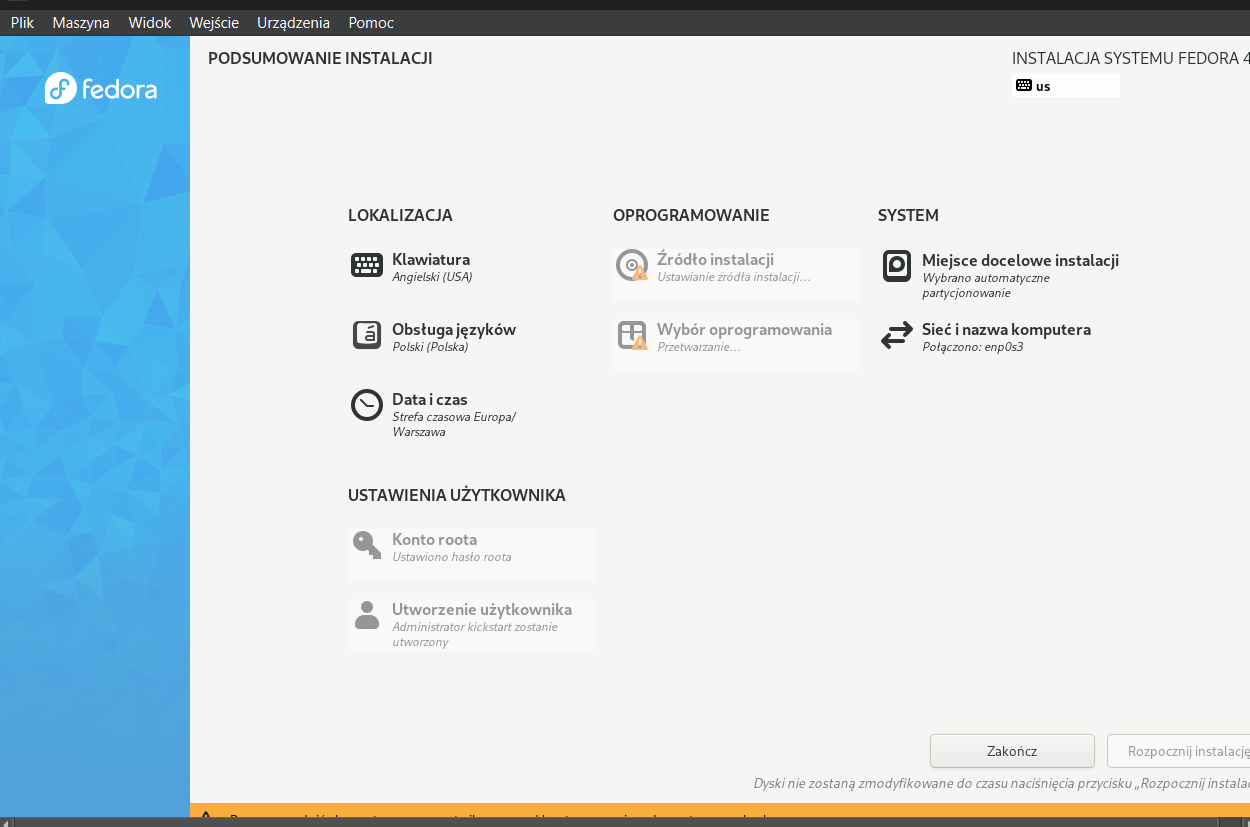 Plik Maszyna Widok Wejście Urządzenia Pomoc
fedora
PODSUMOWANIE INSTALACJI
INSTALACJA SYSTEMU FEDORA 4
us
LOKALIZACJA
Klawiatura
Angielski (USA)
Obsługa języków
Polski (Polska)
Data i czas
Strefa czasowa Europa/
Warszawa
OPROGRAMOWANIE
Źródło instalacji
Ustawianie źródła instalacji...
Wybór oprogramowania
Przetwarzanie...
SYSTEM
Miejsce docelowe instalacji
Wybrano automatyczne
partycjonowanie
Sieć i nazwa komputera
Połączono: enp0s3
USTAWIENIA UŻYTKOWNIKA
Konto roota
Ustawiono hasło roota
Utworzenie użytkownika
Administrator kickstart zostanie
utworzony
Zakończ
Rozpocznij instalację
Dyski nie zostaną zmodyfikowane do czasu naciśnięcia przycisku „Rozpocznij instalac